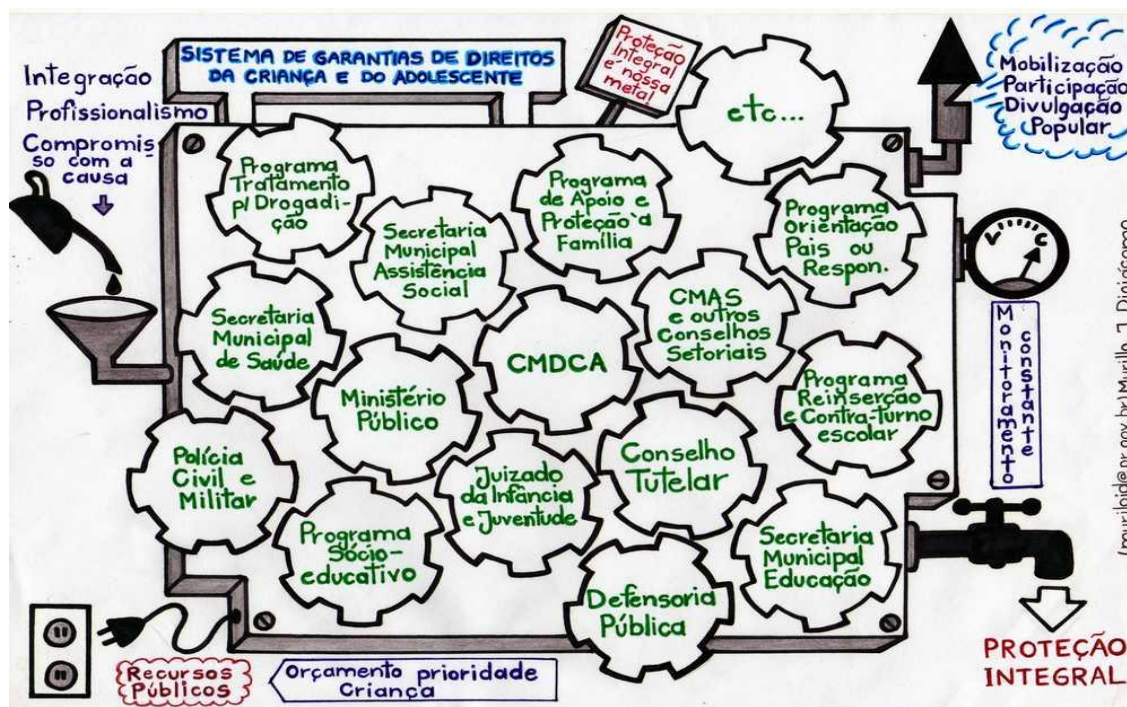 SISTEMA DE GARANTIAS DE DIREITOS
DA CRIANÇA E DO ADOLESCENTE
Proteção
Integral
é nossa
meta!
Integração
Profissionalismo
Compromis
so com a
causa
Mobilização
Participação
Divulgação
Popular
etc...
Programa
Tratamento
p/ Drogadi-
ção
Secretaria
Municipal
Assistência
Social
Programa
de Apoio e
Proteção à
Família
Programa
Orientação
Pais ou
Respon.
Secretaria
Municipal
de Saúde
Ministério
Público
CMDCA
CMAS
e outros
Conselhos
Setoriais
Programa
Reinserção
e Contra-turno
escolar
V C
Monitoramento
constante
Polícia
Civil e
Militar
Programa
Sócio-
educativo
Juizado
da Infância
e Juventude
Conselho
Tutelar
Defensoria
Pública
Secretaria
Municipal
Educação
Recursos
Públicos
Orçamento prioridade
Criança
PROTEÇÃO
INTEGRAL
Murillo J. Digiácomo